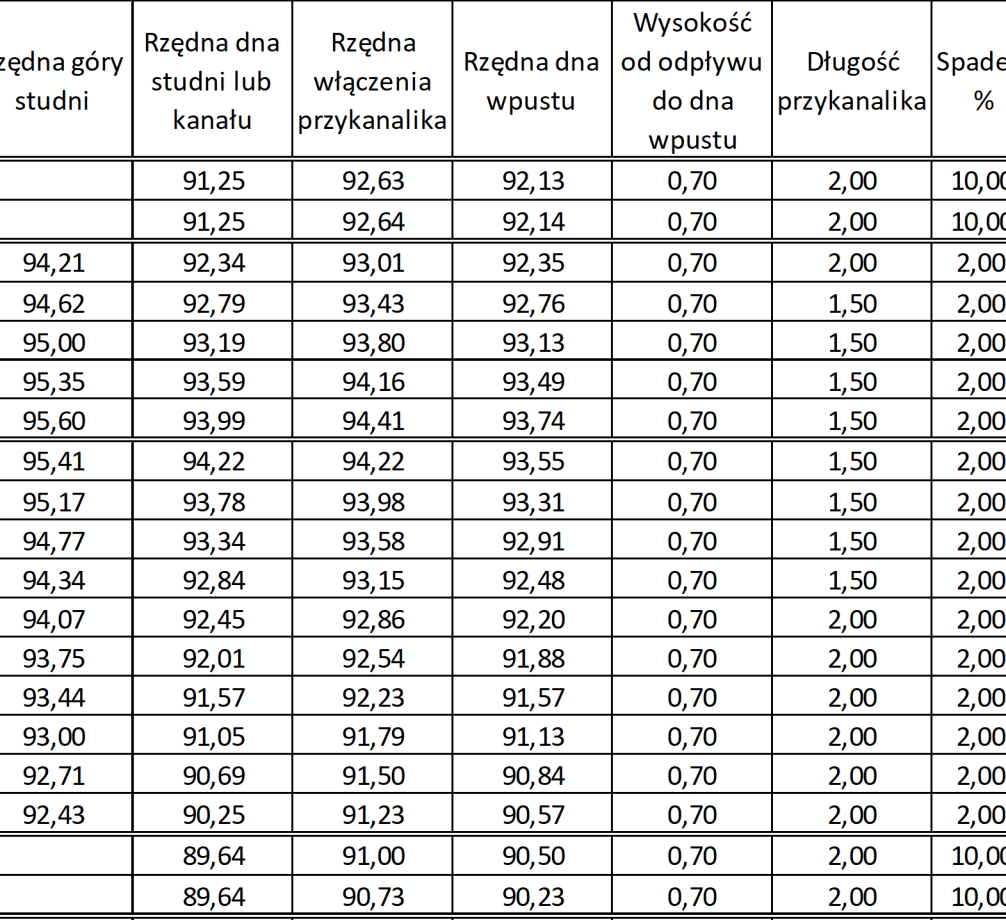 zędna góry studni | Rzędna dna studni lub kanału | Rzędna włączenia przykanalika | Rzędna dna wpustu | Wysokość od odpływu do dna wpustu | Długość przykanalika | Spade %
91,25 92,63 92,13 0,70 2,00 10,00
91,25 92,64 92,14 0,70 2,00 10,00
94,21 92,34 93,01 92,35 0,70 2,00 2,00
94,62 92,79 93,43 92,76 0,70 1,50 2,00
95,00 93,19 93,80 93,13 0,70 1,50 2,00
95,35 93,59 94,16 93,49 0,70 1,50 2,00
95,60 93,99 94,41 93,74 0,70 1,50 2,00
95,41 94,22 94,22 93,55 0,70 1,50 2,00
95,17 93,78 93,98 93,31 0,70 1,50 2,00
94,77 93,34 93,58 92,91 0,70 1,50 2,00
94,34 92,84 93,15 92,48 0,70 1,50 2,00
94,07 92,45 92,86 92,20 0,70 2,00 2,00
93,75 92,01 92,54 91,88 0,70 2,00 2,00
93,44 91,57 92,23 91,57 0,70 2,00 2,00
93,00 91,05 91,79 91,13 0,70 2,00 2,00
92,71 90,69 91,50 90,84 0,70 2,00 2,00
92,43 90,25 91,23 90,57 0,70 2,00 2,00
89,64 91,00 90,50 0,70 2,00 10,00
89,64 90,73 90,23 0,70 2,00 10,00